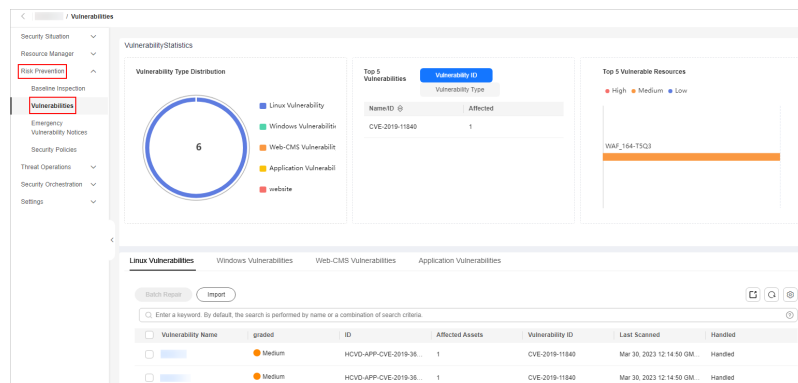 / Vulnerabilities
Security Situation
Resource Manager
Risk Prevention
Baseline Inspection
Vulnerabilities
Emergency
Vulnerability Notices
Security Policies
Threat Operations
Security Orchestration
Settings
VulnerabilityStatistics
Vulnerability Type Distribution
6
Linux Vulnerability
Windows Vulnerabilitie
Web-CMS Vulnerabilit
Application Vulnerabil
website
Top 5
Vulnerabilities
Vulnerability ID
Vulnerability Type
Name/ID
Affected
CVE-2019-11840
1
Top 5 Vulnerable Resources
High
Medium
Low
WAF_164-T5Q3
Linux Vulnerabilities
Windows Vulnerabilities
Web-CMS Vulnerabilities
Application Vulnerabilities
Batch Repair
Import
Enter a keyword. By default, the search is performed by name or a combination of search criteria.
Vulnerability Name graded ID Affected Assets Vulnerability ID Last Scanned Handled
Medium HCVD-APP-CVE-2019-36... 1 CVE-2019-11840 Mar 30, 2023 12:14:50 GM... Handled
Medium HCVD-APP-CVE-2019-36... 1 CVE-2019-11840 Mar 30, 2023 12:14:50 GM... Handled